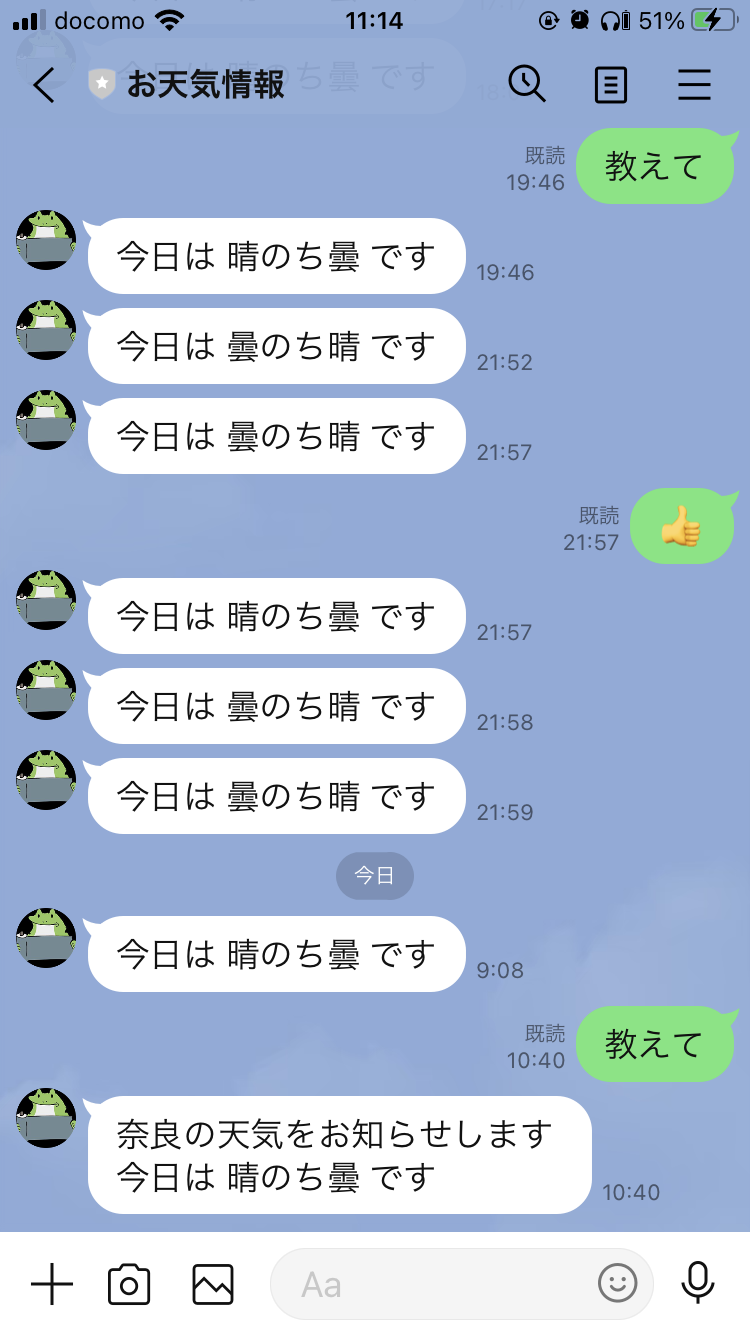 docomo 11:14 51%
お天気情報
既読
19:46
教えて
今日は 晴のち曇 です
19:46
今日は 曇のち晴 です
21:52
今日は 曇のち晴 です
21:57
既読
21:57
👍
今日は 晴のち曇 です
21:57
今日は 曇のち晴 です
21:58
今日は 曇のち晴 です
21:59
今日
今日は 晴のち曇 です
9:08
既読
10:40
教えて
奈良の天気をお知らせします
今日は 晴のち曇 です
10:40
Aa